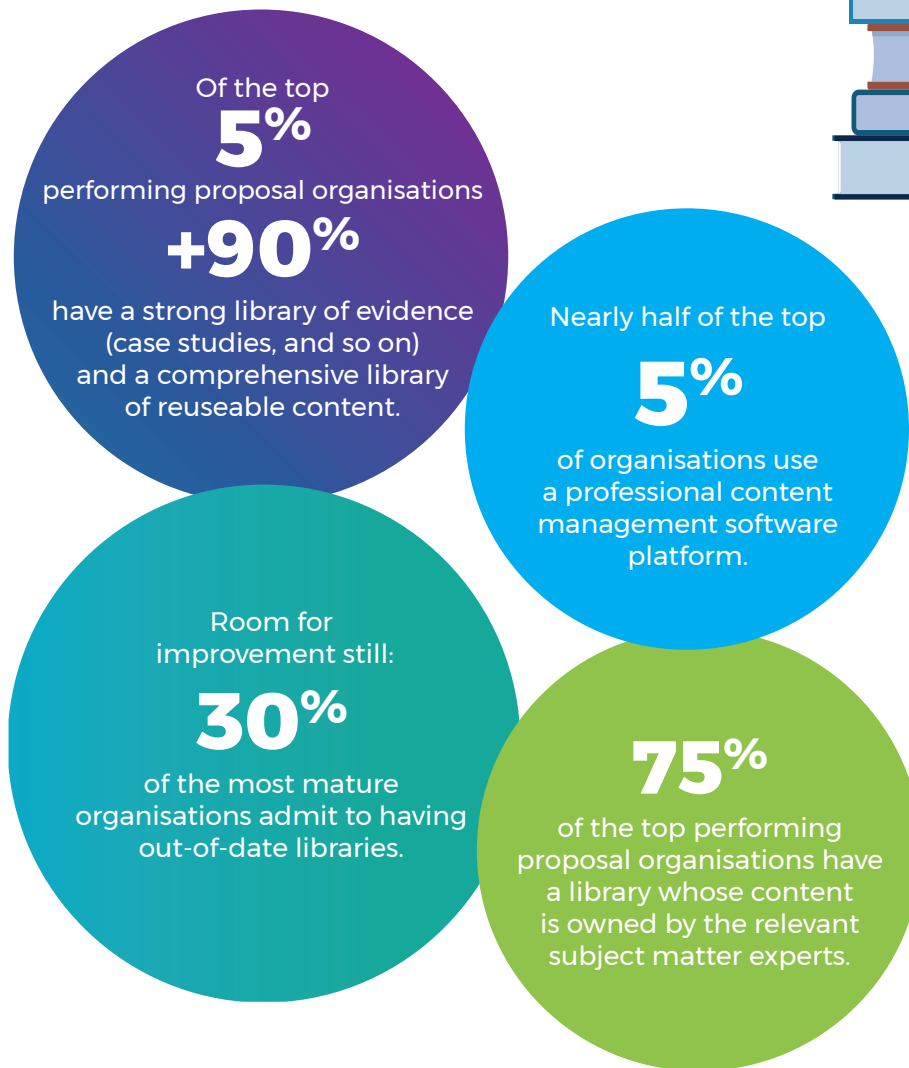 Of the top
5%
performing proposal organisations
+90%
have a strong library of evidence
(case studies, and so on)
and a comprehensive library
of reuseable content.
Nearly half of the top
5%
of organisations use
a professional content
management software
platform.
Room for
improvement still:
30%
of the most mature
organisations admit to having
out-of-date libraries.
75%
of the top performing
proposal organisations have
a library whose content
is owned by the relevant
subject matter experts.